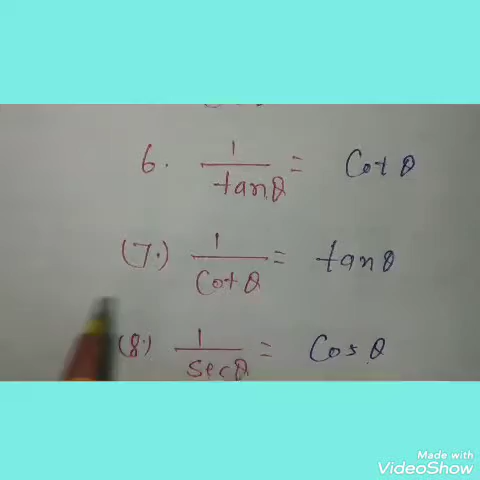 6. 1/tanθ = Cotθ
(7.) 1/Cotθ = tanθ
(8.) 1/secθ = Cosθ
Made with
VideoShow